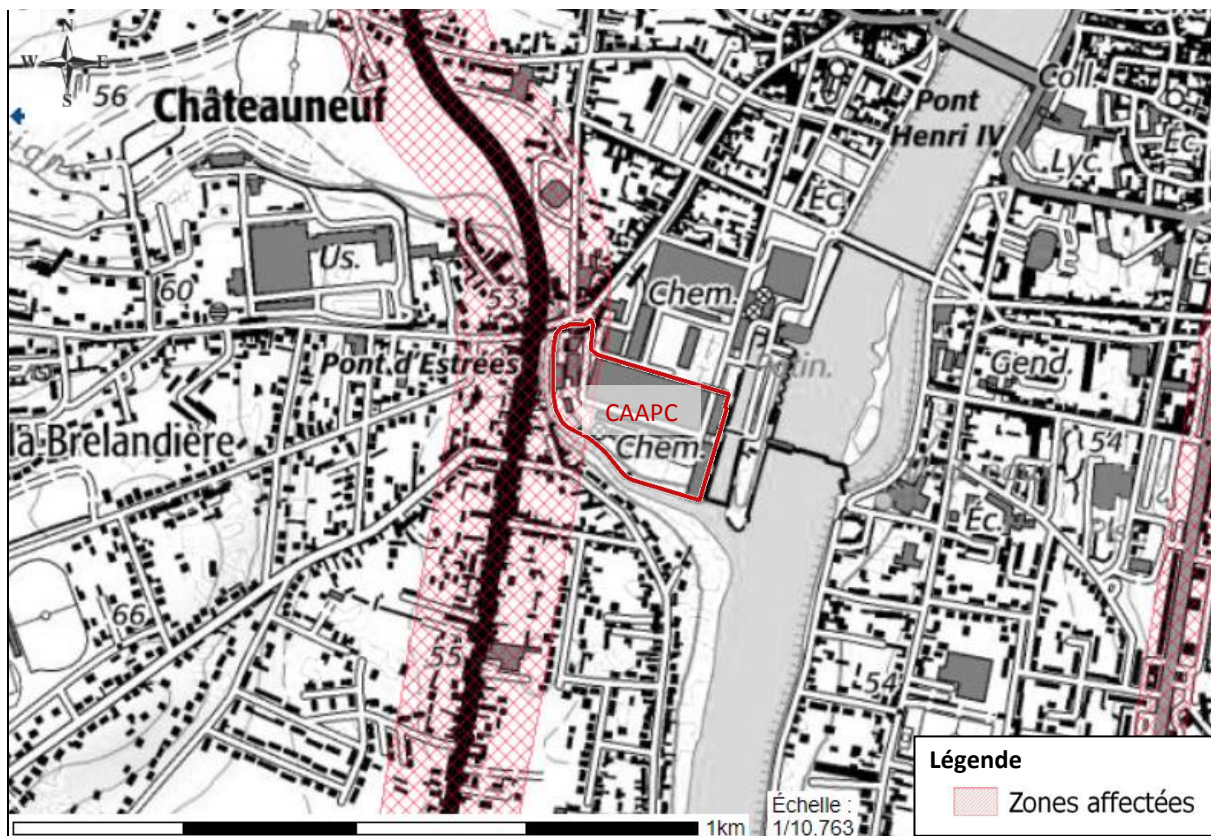 N
W E
S
56
Châteauneuf
Coll.
Pont
Henri IV
Lyc.
Éc.
Éc.
Us.
60
53
Chem.
Pont d'Estrées
Gend.
CAAPC
la Brelandière
Chem.
54
Éc.
66
55
54
Légende
Zones affectées
1km
Échelle :
1/10.763